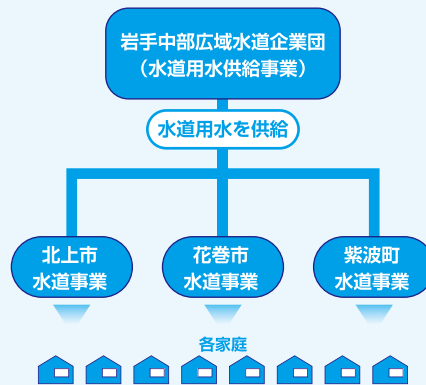 岩手中部広域水道企業団
（水道用水供給事業）
水道用水を供給
北上市
水道事業
花巻市
水道事業
紫波町
水道事業
各家庭